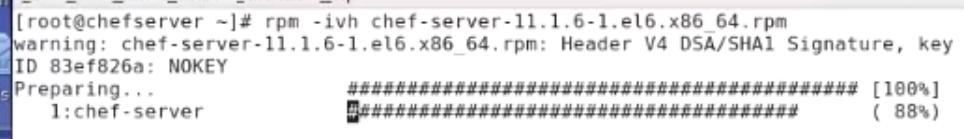 [root@chefserver ~]# rpm -ivh chef-server-11.1.6-1.el6.x86_64.rpm
warning: chef-server-11.1.6-1.el6.x86_64.rpm: Header V4 DSA/SHA1 Signature, key
ID 83ef826a: NOKEY
Preparing... ########################################### [100%]
1:chef-server ###################################### ( 88%)